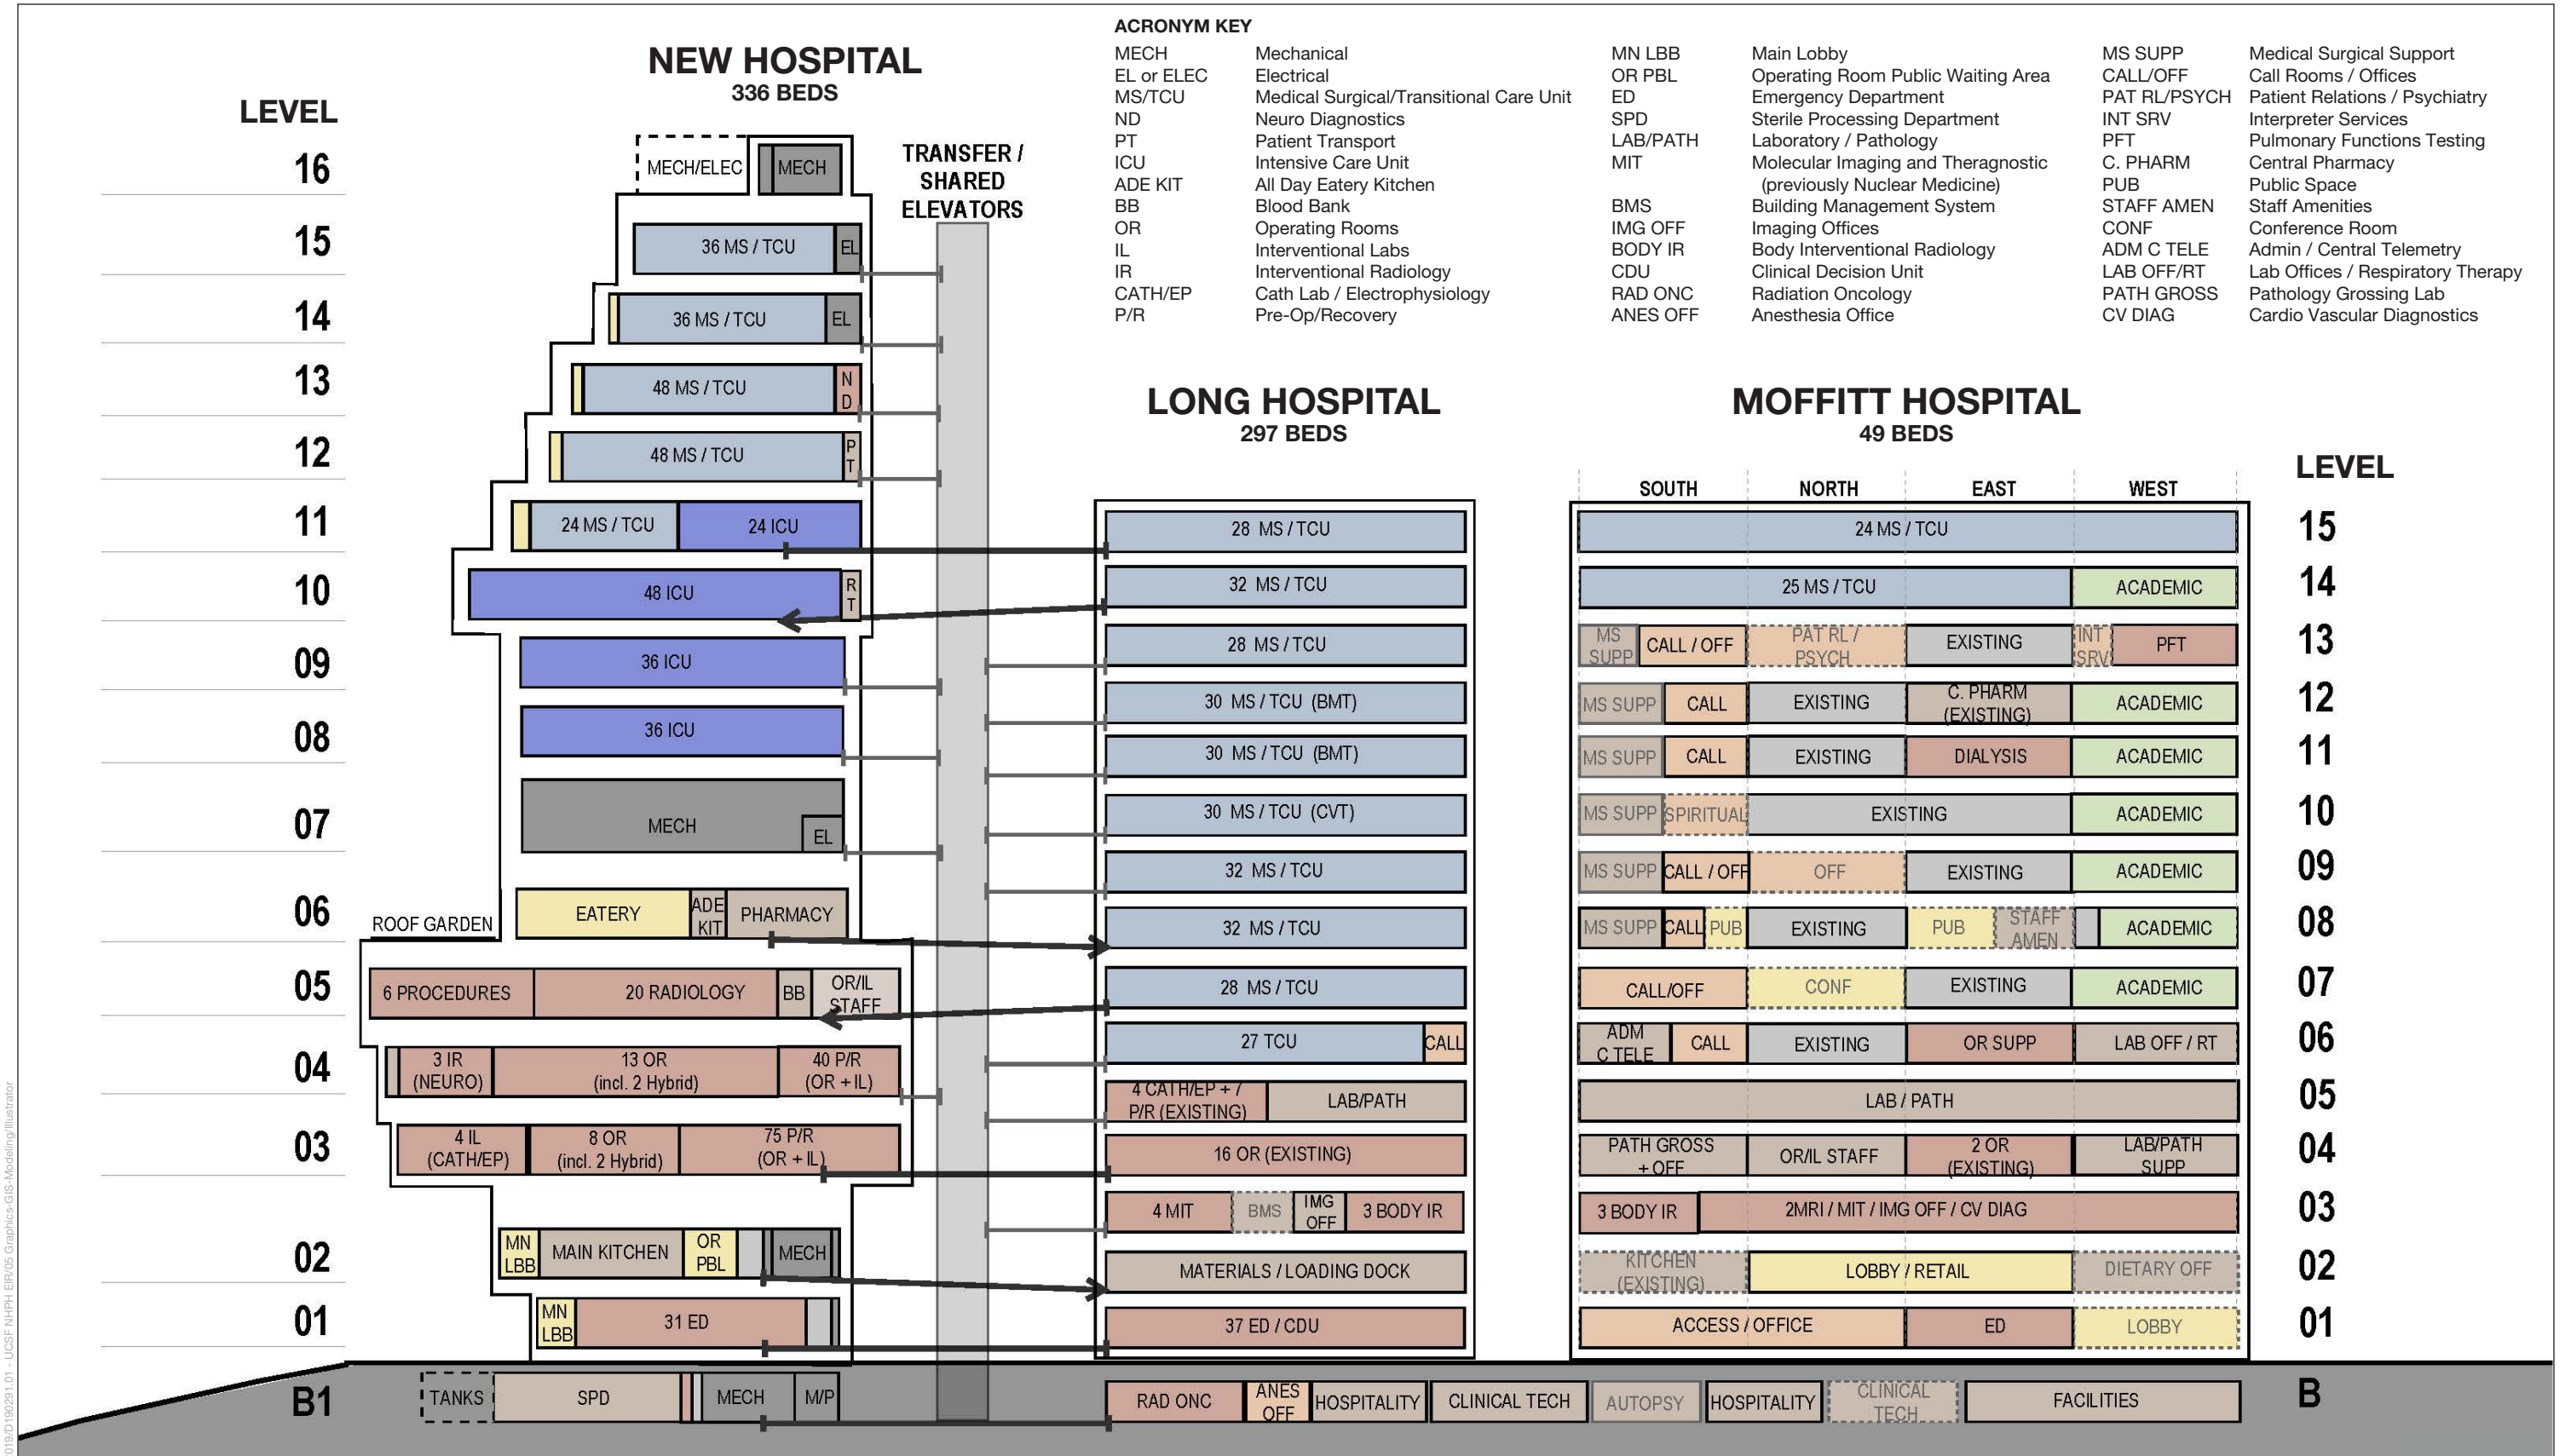 ACRONYM KEY
MECH Mechanical
EL or ELEC Electrical
MS/TCU Medical Surgical/Transitional Care Unit
ND Neuro Diagnostics
PT Patient Transport
ICU Intensive Care Unit
ADE KIT All Day Eatery Kitchen
BB Blood Bank
OR Operating Rooms
IL Interventional Labs
IR Interventional Radiology
CATH/EP Cath Lab / Electrophysiology
P/R Pre-Op/Recovery
MN LBB Main Lobby
OR PBL Operating Room Public Waiting Area
ED Emergency Department
SPD Sterile Processing Department
LAB/PATH Laboratory / Pathology
MIT Molecular Imaging and Theragnostic
(previously Nuclear Medicine)
BMS Building Management System
IMG OFF Imaging Offices
BODY IR Body Interventional Radiology
CDU Clinical Decision Unit
RAD ONC Radiation Oncology
ANES OFF Anesthesia Office
MS SUPP Medical Surgical Support
CALL/OFF Call Rooms / Offices
PAT RL/PSYCH Patient Relations / Psychiatry
INT SRV Interpreter Services
PFT Pulmonary Functions Testing
C. PHARM Central Pharmacy
PUB Public Space
STAFF AMEN Staff Amenities
CONF Conference Room
ADM C TELE Admin / Central Telemetry
LAB OFF/RT Lab Offices / Respiratory Therapy
PATH GROSS Pathology Grossing Lab
CV DIAG Cardio Vascular Diagnostics
NEW HOSPITAL
336 BEDS
LEVEL
TRANSFER /
SHARED
ELEVATORS
16
MECH/ELEC MECH
15
36 MS / TCU EL
14
36 MS / TCU EL
13
48 MS / TCU
N
D
12
48 MS / TCU
P
T
11
24 MS / TCU 24 ICU
10
48 ICU
R
T
09
36 ICU
08
36 ICU
07
MECH EL
06
ROOF GARDEN
EATERY
ADE
KIT
PHARMACY
05
6 PROCEDURES 20 RADIOLOGY BB
OR/IL
STAFF
04
3 IR
(NEURO)
13 OR
(incl. 2 Hybrid)
40 P/R
(OR + IL)
03
4 IL
(CATH/EP)
8 OR
(incl. 2 Hybrid)
75 P/R
(OR + IL)
02
MN
LBB
MAIN KITCHEN
OR
PBL
MECH
01
MN
LBB
31 ED
B1
TANKS SPD MECH M/P
LONG HOSPITAL
297 BEDS
28 MS / TCU
32 MS / TCU
28 MS / TCU
30 MS / TCU (BMT)
30 MS / TCU (BMT)
30 MS / TCU (CVT)
32 MS / TCU
32 MS / TCU
28 MS / TCU
27 TCU CALL
4 CATH/EP + 7
P/R (EXISTING)
LAB/PATH
16 OR (EXISTING)
4 MIT BMS
IMG
OFF
3 BODY IR
MATERIALS / LOADING DOCK
37 ED / CDU
MOFFITT HOSPITAL
49 BEDS
LEVEL
SOUTH NORTH EAST WEST
24 MS / TCU 15
25 MS / TCU ACADEMIC 14
MS
SUPP
CALL / OFF
PAT RL /
PSYCH
EXISTING
INT
SRV
PFT
13
MS SUPP CALL EXISTING
C. PHARM
(EXISTING)
ACADEMIC
12
MS SUPP CALL EXISTING DIALYSIS ACADEMIC 11
MS SUPP SPIRITUAL EXISTING ACADEMIC 10
MS SUPP CALL / OFF OFF EXISTING ACADEMIC 09
MS SUPP CALL PUB EXISTING PUB
STAFF
AMEN
ACADEMIC
08
CALL/OFF CONF EXISTING ACADEMIC 07
ADM
C TELE
CALL EXISTING OR SUPP LAB OFF / RT 06
LAB / PATH 05
PATH GROSS
+ OFF
OR/IL STAFF
2 OR
(EXISTING)
LAB/PATH
SUPP
04
3 BODY IR 2MRI / MIT / IMG OFF / CV DIAG 03
KITCHEN
(EXISTING)
LOBBY / RETAIL DIETARY OFF 02
ACCESS / OFFICE ED LOBBY 01
RAD ONC
ANES
OFF
HOSPITALITY CLINICAL TECH AUTOPSY HOSPITALITY
CLINICAL
TECH
FACILITIES
B
019/D190291.01 - UCSF NHPH EIR/05 Graphics-GIS-Modeling/Illustrator